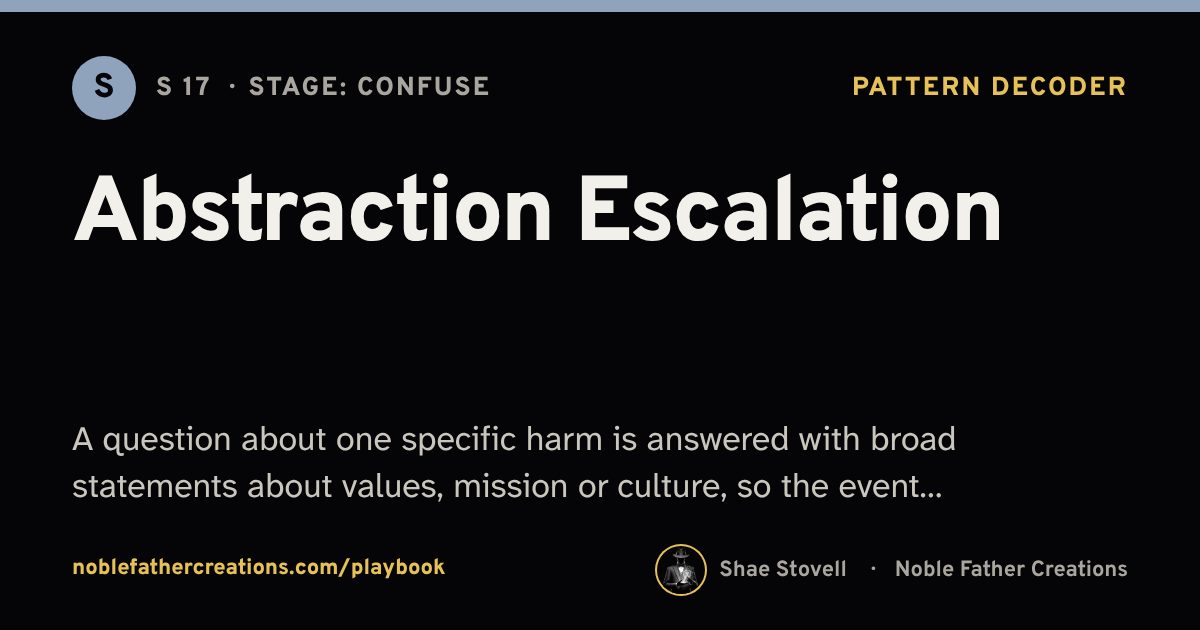 S
S 17 · STAGE: CONFUSE
PATTERN DECODER
Abstraction Escalation
A question about one specific harm is answered with broad
statements about values, mission or culture, so the event...
noblefathercreations.com/playbook
Shae Stovell · Noble Father Creations